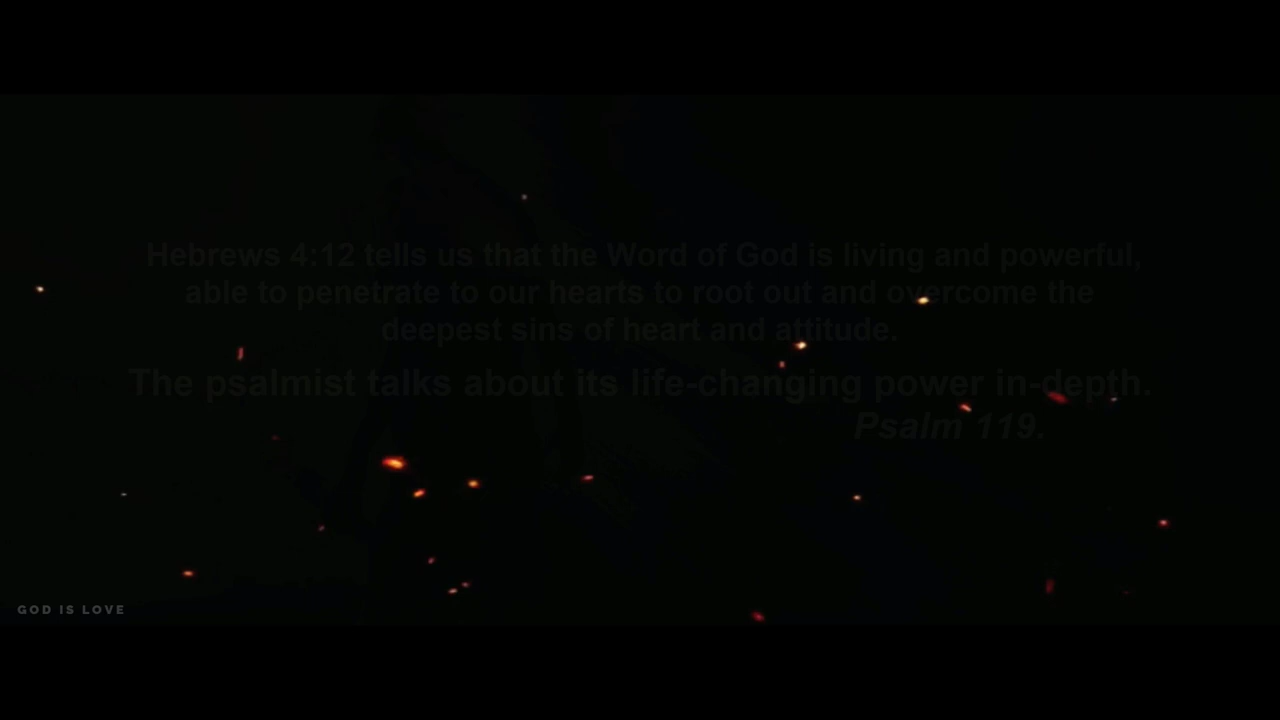 Hebrews 4:12 tells us that the Word of God is living and powerful,
able to penetrate to our hearts to root out and overcome the
deepest sins of heart and attitude.
The psalmist talks about its life-changing power in-depth.
Psalm 119.
GOD IS LOVE